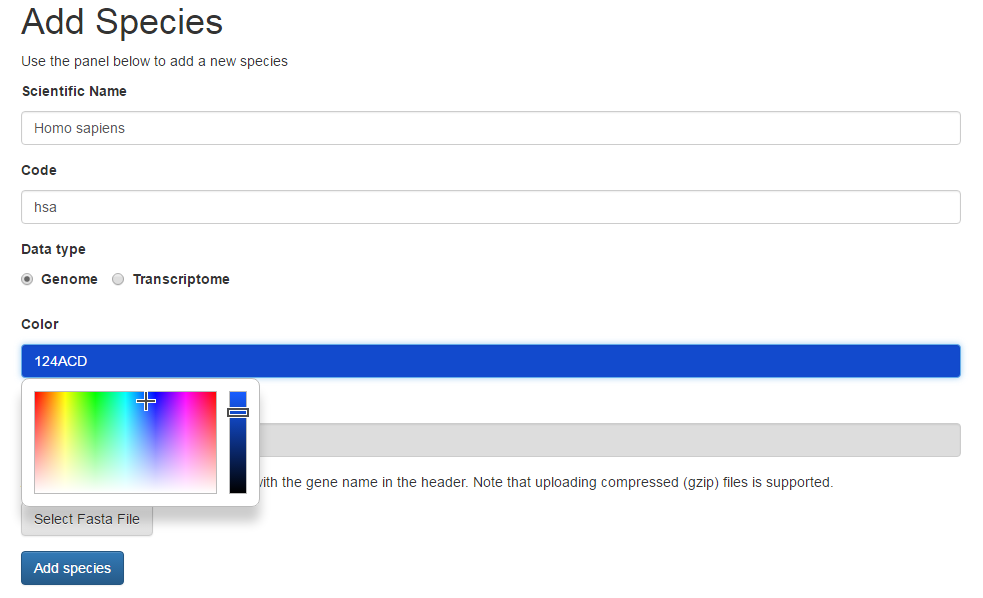 Add Species
Use the panel below to add a new species
Scientific Name
Homo sapiens
Code
hsa
Data type
Genome Transcriptome
Color
124ACD
with the gene name in the header. Note that uploading compressed (gzip) files is supported.
Select Fasta File
Add species